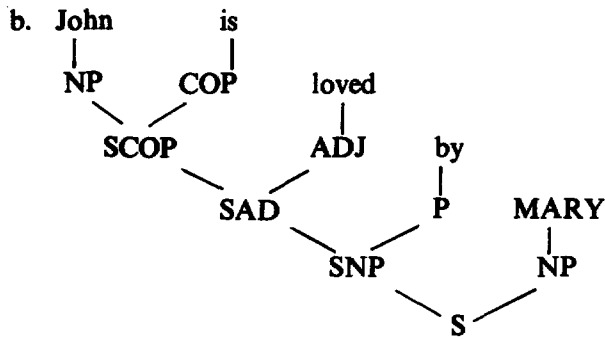 b. John is
NP COP loved
SCOP ADJ by
SAD P MARY
SNP NP
S